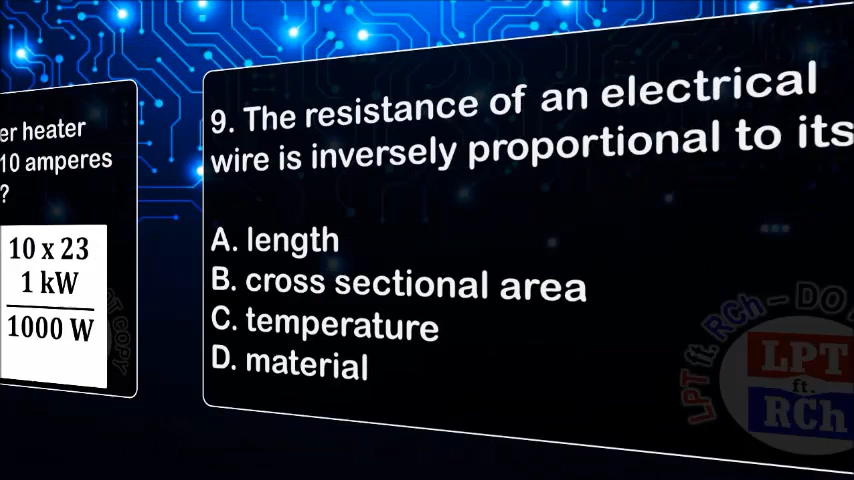 er heater
10 amperes
?
10 x 23
1 kW
1000 W
9. The resistance of an electrical
wire is inversely proportional to its
A. length
B. cross sectional area
C. temperature
D. material
LPT ft. RCh – DO
LPT
ft.
RCh